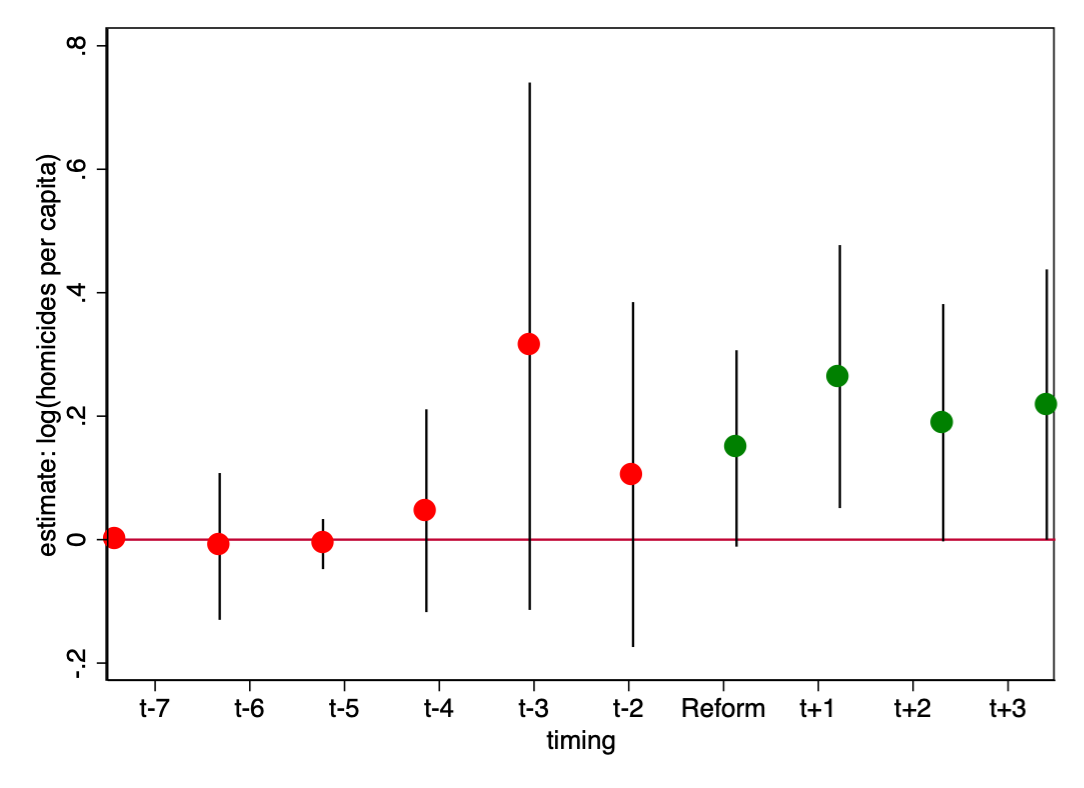 estimate: log(homicides per capita)
.8
.6
.4
.2
0
-.2
t-7 t-6 t-5 t-4 t-3 t-2 Reform t+1 t+2 t+3
timing